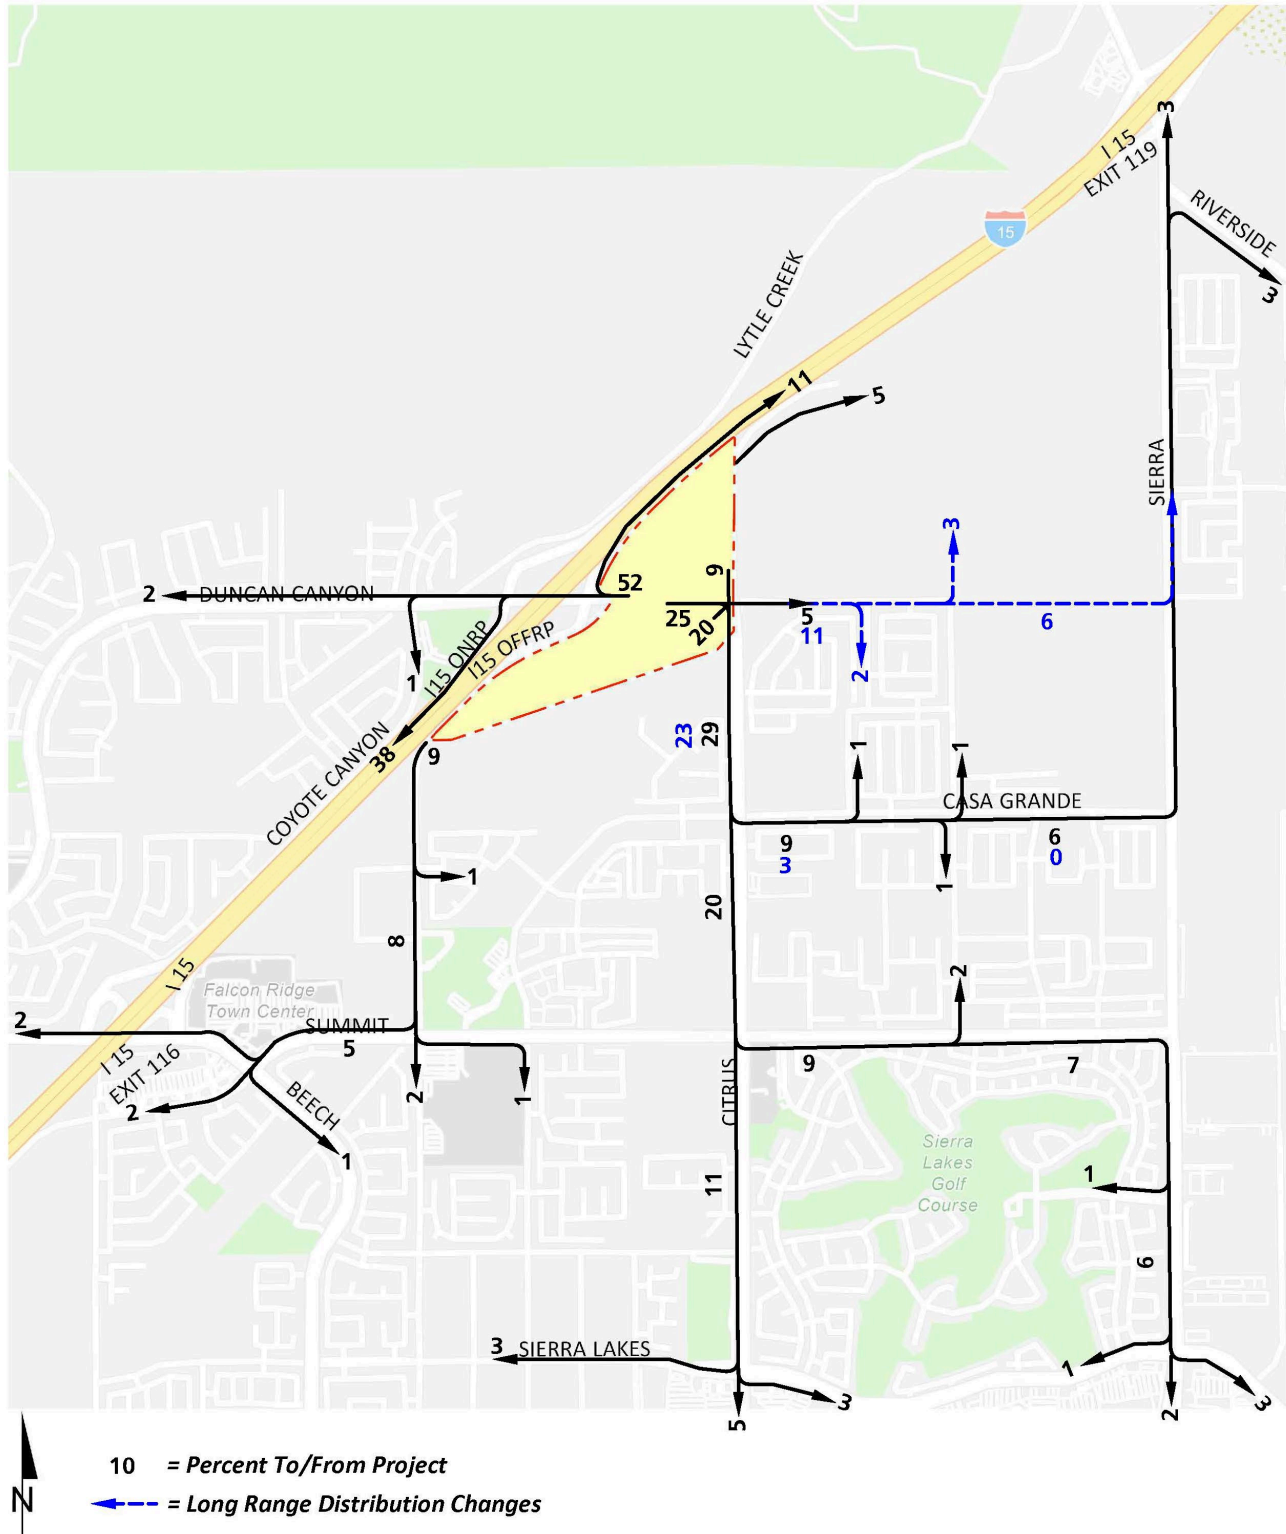 3
I 15
EXIT 119
RIVERSIDE
3
15
LYTLE CREEK
11
5
SIERRA
3
2
DUNCAN CANYON
52
9
25
20
5
11
6
2
1
I15 ONRP
I15 OFFRP
38
9
COYOTE CANYON
23
29
1
1
CASA GRANDE
9
3
6
0
1
1
20
8
2
I 15
Falcon Ridge
Town Center
2
SUMMIT
5
I 15
EXIT 116
2
BEECH
1
2
1
CITRUS
9
7
11
Sierra
Lakes
Golf
Course
1
6
3
SIERRA LAKES
3
5
1
2
3
10 = Percent To/From Project
= Long Range Distribution Changes
N